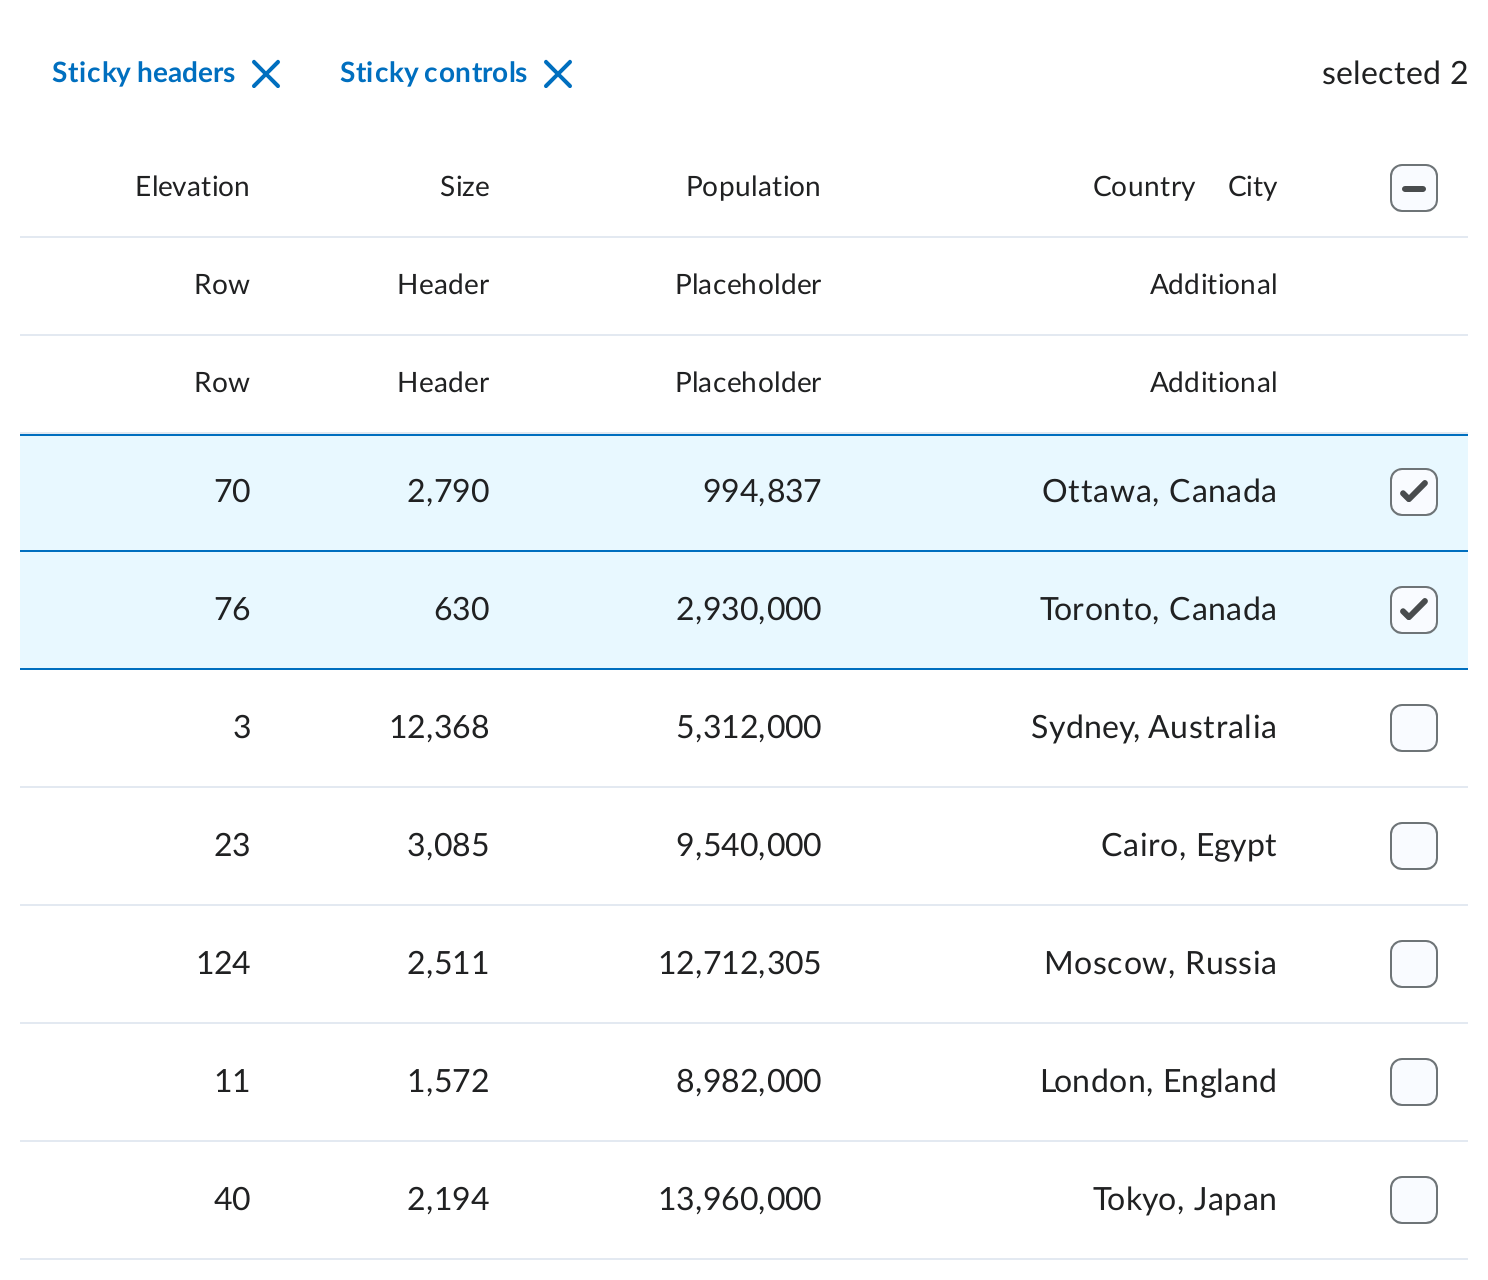 Sticky headers Sticky controls selected 2
Elevation Size Population Country City
Row Header Placeholder Additional
Row Header Placeholder Additional
70 2,790 994,837 Ottawa, Canada
76 630 2,930,000 Toronto, Canada
3 12,368 5,312,000 Sydney, Australia
23 3,085 9,540,000 Cairo, Egypt
124 2,511 12,712,305 Moscow, Russia
11 1,572 8,982,000 London, England
40 2,194 13,960,000 Tokyo, Japan